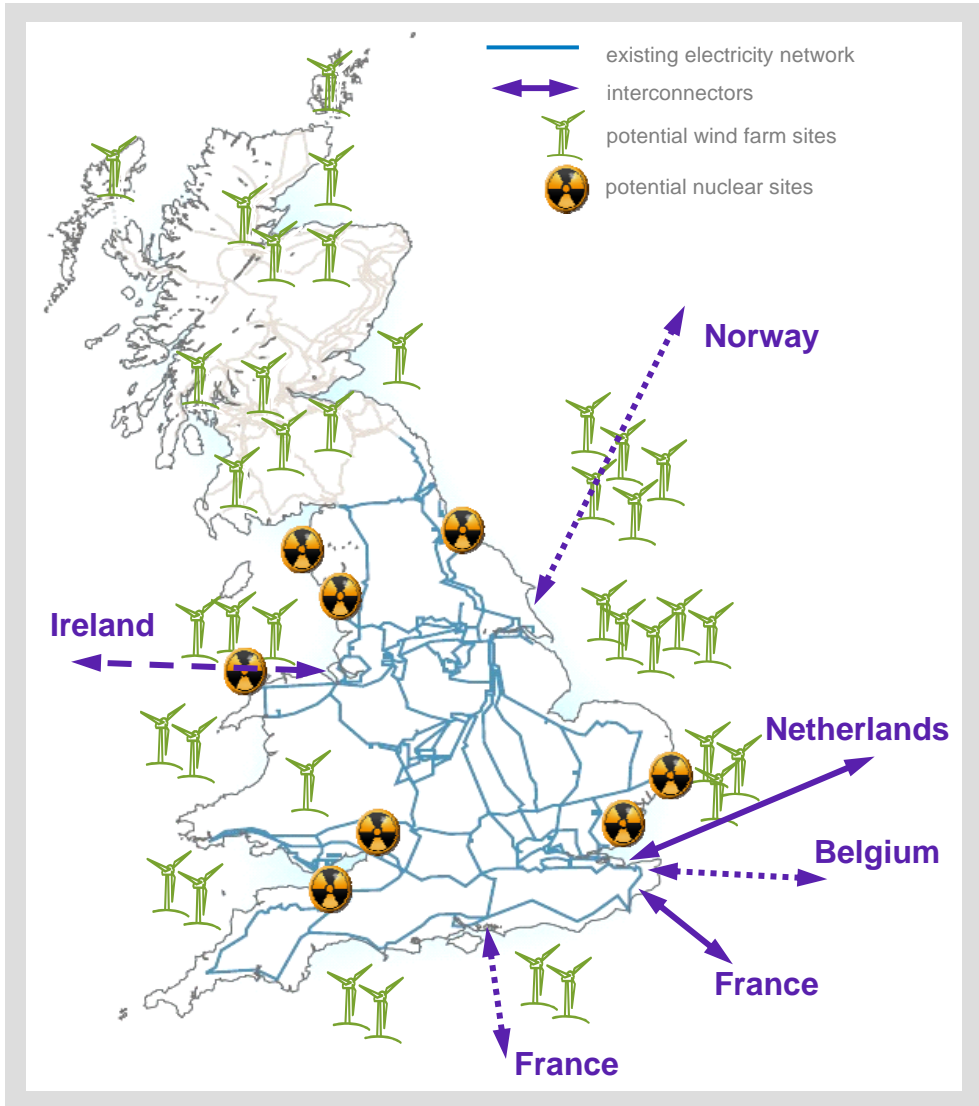 existing electricity network
interconnectors
potential wind farm sites
potential nuclear sites
Norway
Ireland
Netherlands
Belgium
France
France